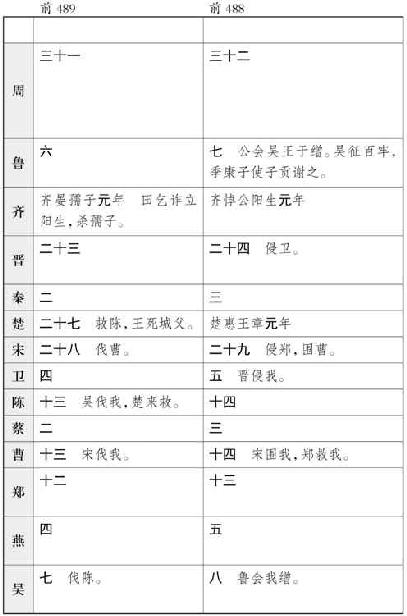 前 489 前 488
周 三十一 三十二
鲁 六 七 公会吴王于缯。吴征百牢，
季康子使子贡谢之。
齐 齐晏孺子元年 田乞诈立 齐悼公阳生元年
阳生，杀孺子。
晋 二十三 二十四 侵卫。
秦 二 三
楚 二十七 救陈，王死城父。 楚惠王章元年
宋 二十八 伐曹。 二十九 侵郑，围曹。
卫 四 五 晋侵我。
陈 十三 吴伐我，楚来救。 十四
蔡 二 三
曹 十三 宋伐我。 十四 宋围我，郑救我。
郑 十二 十三
燕 四 五
吴 七 伐陈。 八 鲁会我缯。